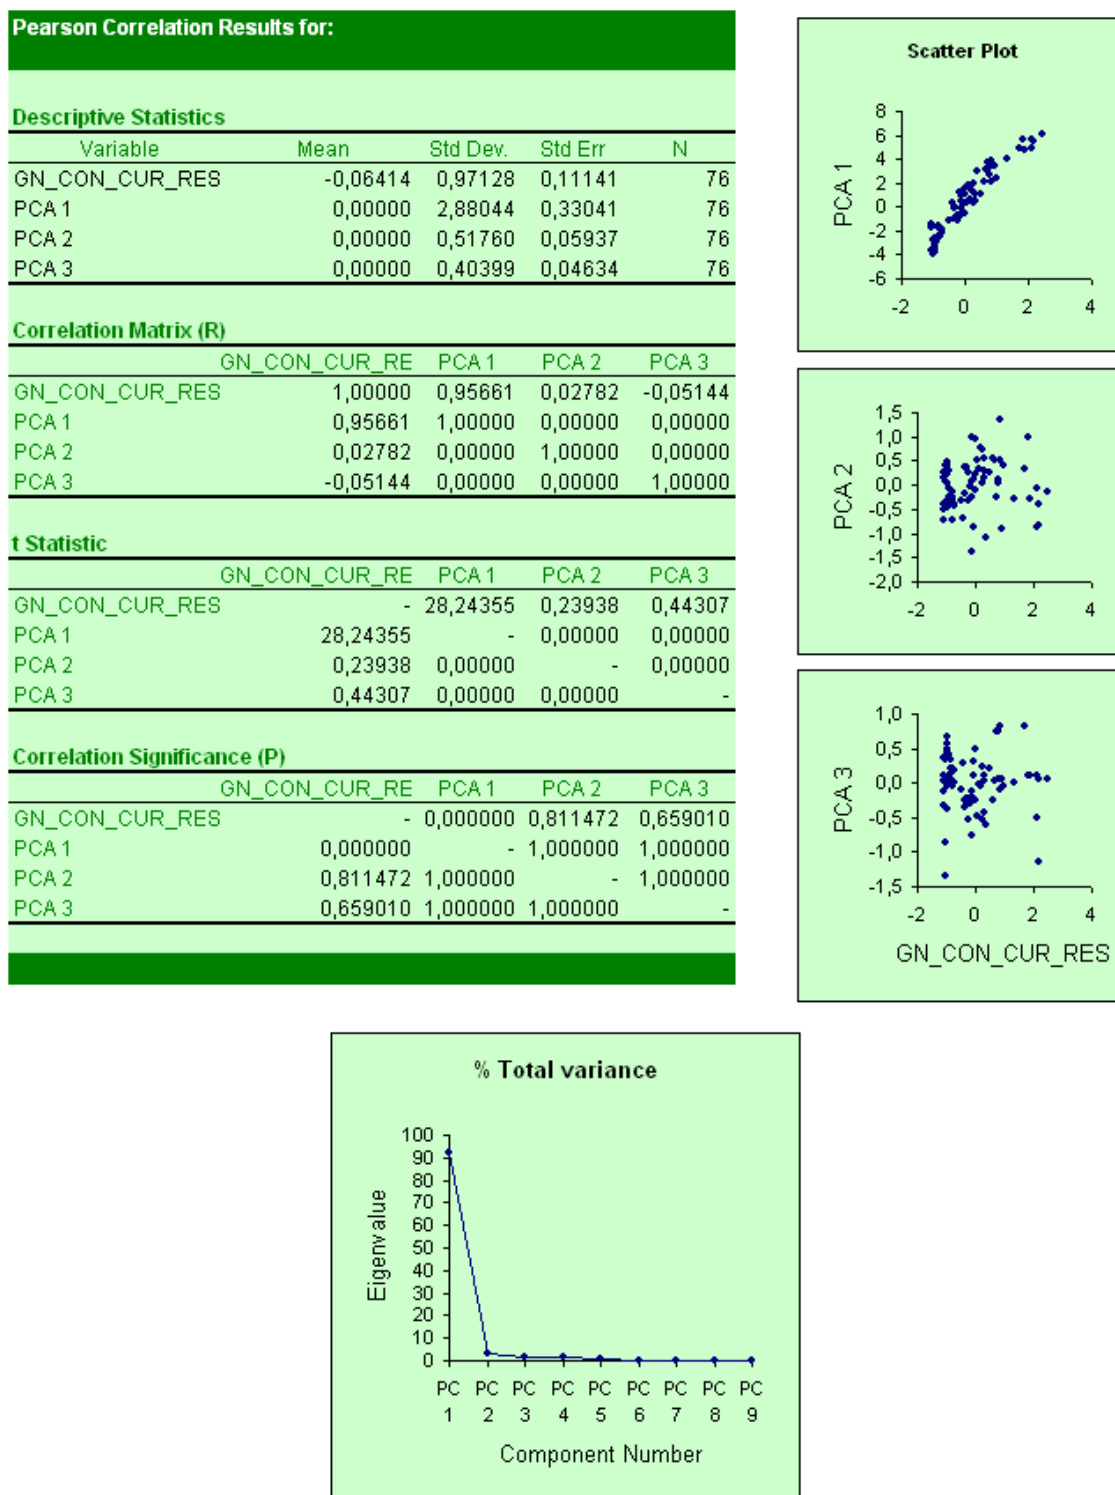 Pearson Correlation Results for:
Descriptive Statistics
Variable Mean Std Dev. Std Err N
GN_CON_CUR_RES -0,06414 0,97128 0,11141 76
PCA 1 0,00000 2,88044 0,33041 76
PCA 2 0,00000 0,51760 0,05937 76
PCA 3 0,00000 0,40399 0,04634 76
Correlation Matrix (R)
GN_CON_CUR_RE PCA 1 PCA 2 PCA 3
GN_CON_CUR_RES 1,00000 0,95661 0,02782 -0,05144
PCA 1 0,95661 1,00000 0,00000 0,00000
PCA 2 0,02782 0,00000 1,00000 0,00000
PCA 3 -0,05144 0,00000 0,00000 1,00000
t Statistic
GN_CON_CUR_RE PCA 1 PCA 2 PCA 3
GN_CON_CUR_RES - 28,24355 0,23938 0,44307
PCA 1 28,24355 - 0,00000 0,00000
PCA 2 0,23938 0,00000 - 0,00000
PCA 3 0,44307 0,00000 0,00000 -
Correlation Significance (P)
GN_CON_CUR_RE PCA 1 PCA 2 PCA 3
GN_CON_CUR_RES - 0,000000 0,811472 0,659010
PCA 1 0,000000 - 1,000000 1,000000
PCA 2 0,811472 1,000000 - 1,000000
PCA 3 0,659010 1,000000 1,000000 -
Scatter Plot
PCA 1
8
6
4
2
0
-2
-4
-6
-2 0 2 4
PCA 2
1,5
1,0
0,5
0,0
-0,5
-1,0
-1,5
-2,0
-2 0 2 4
PCA 3
1,0
0,5
0,0
-0,5
-1,0
-1,5
-2 0 2 4
GN_CON_CUR_RES
% Total variance
Eigenvalue
100
90
80
70
60
50
40
30
20
10
0
PC PC PC PC PC PC PC PC PC
1 2 3 4 5 6 7 8 9
Component Number